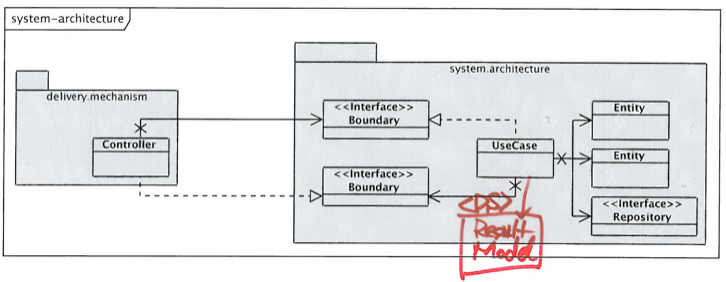 system-architecture
system.architecture
delivery.mechanism
<<Interface>>
Boundary
Entity
Controller
UseCase
<<Interface>>
Boundary
Entity
<<Interface>>
Repository
<DS>
Result
Model